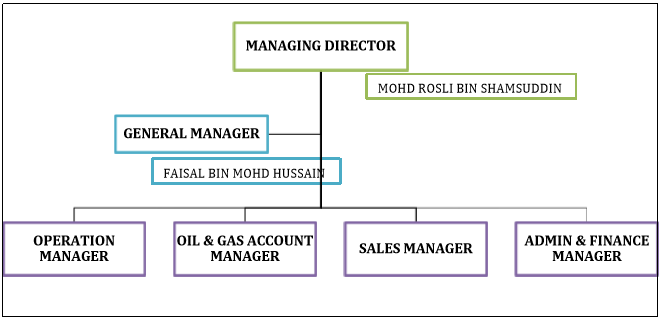 MANAGING DIRECTOR
MOHD ROSLI BIN SHAMSUDDIN
GENERAL MANAGER
FAISAL BIN MOHD HUSSAIN
OPERATION
MANAGER
OIL & GAS ACCOUNT
MANAGER
SALES MANAGER
ADMIN & FINANCE
MANAGER